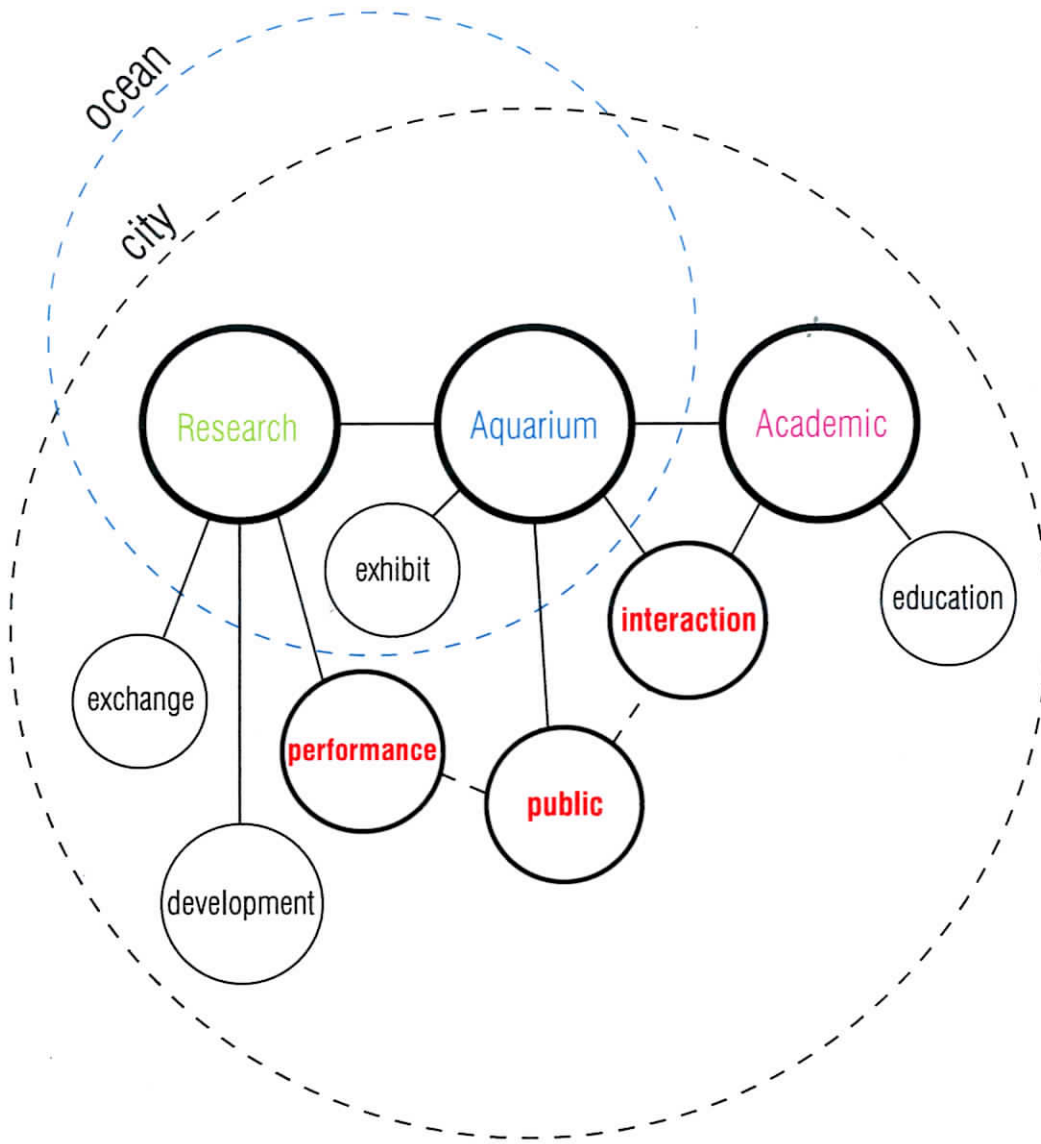 ocean
city
Research
Aquarium
Academic
exhibit
education
interaction
exchange
performance
public
development